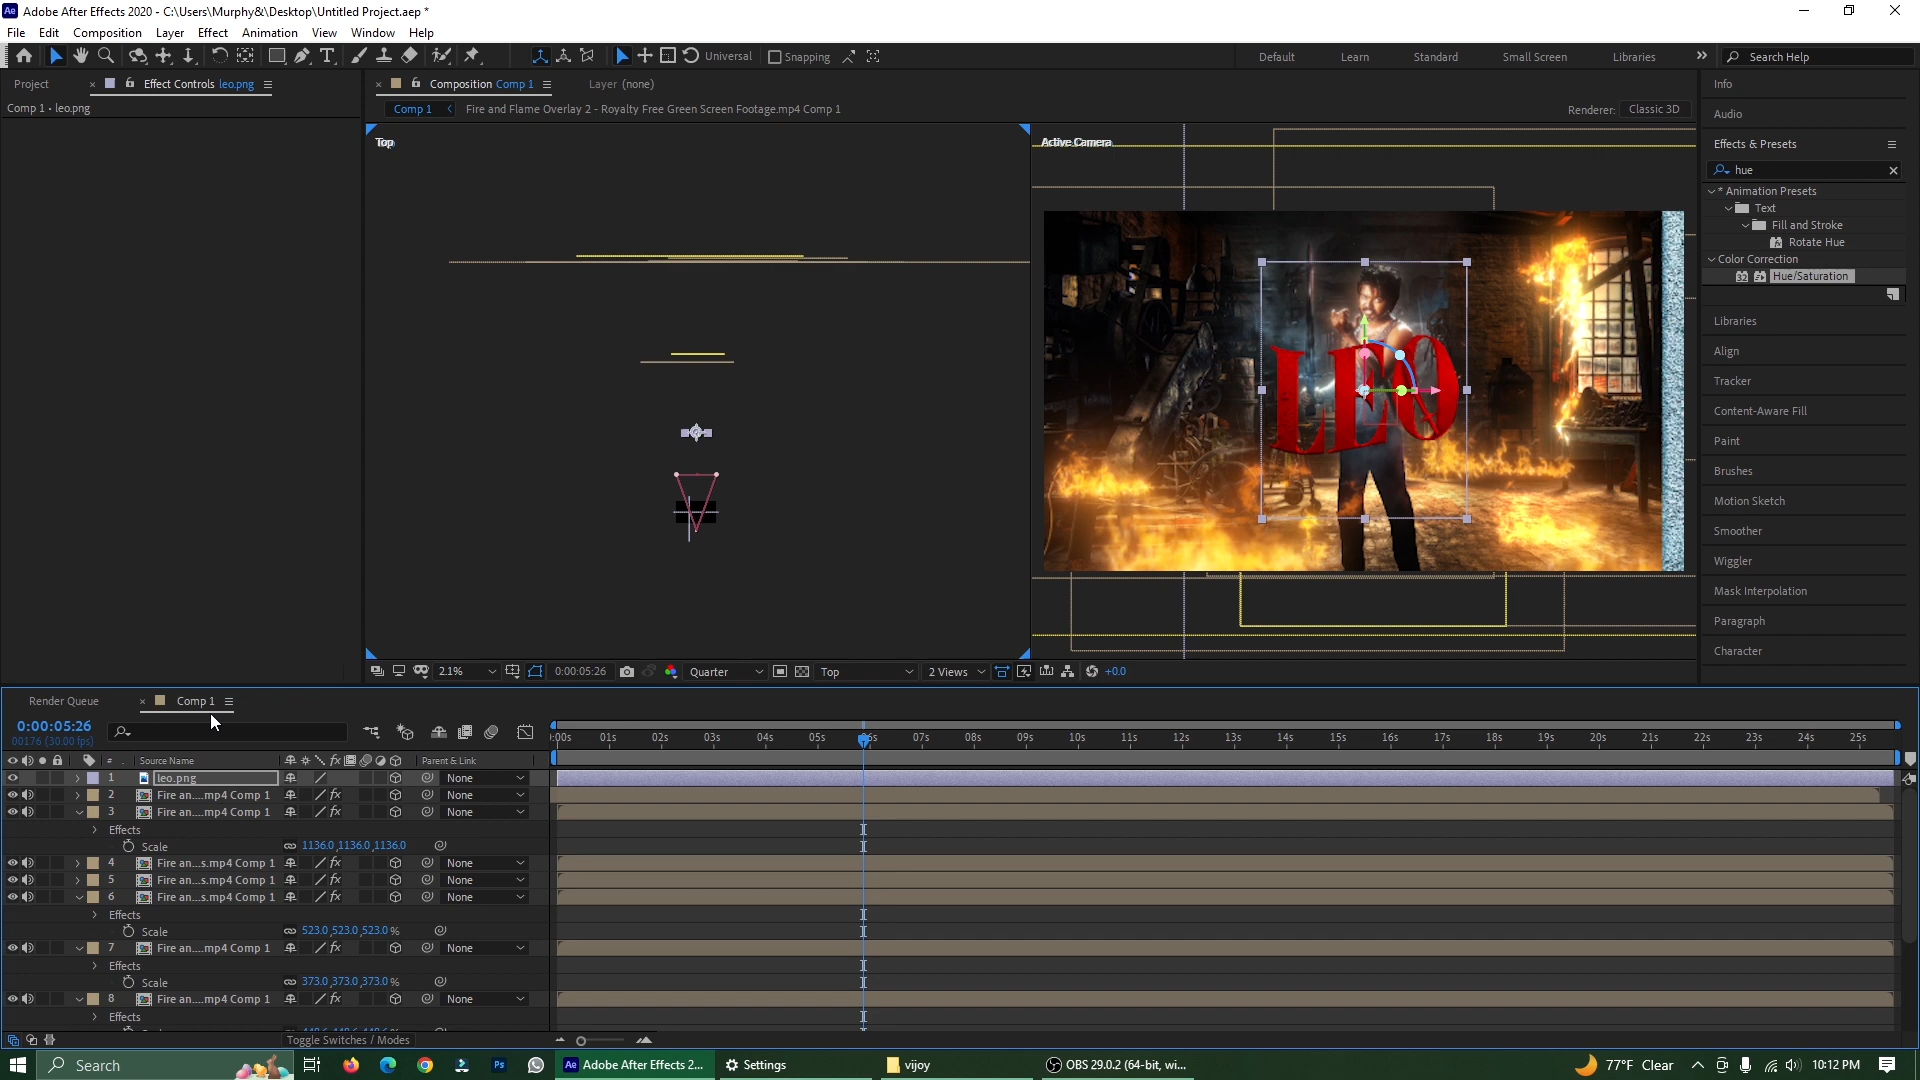 Adobe After Effects 2020 - C:\Users\Murphy&\Desktop\Untitled Project.aep *
File Edit Composition Layer Effect Animation View Window Help
Universal Snapping Default Learn Standard Small Screen Libraries Search Help
Project Effect Controls leo.png Composition Comp 1 Layer (none) Info
Comp 1 • leo.png Comp 1 Fire and Flame Overlay 2 - Royalty Free Green Screen Footage.mp4 Comp 1 Renderer: Classic 3D
Audio
Top Active Camera Effects & Presets
hue
* Animation Presets
Text
Fill and Stroke
Rotate Hue
Color Correction
Hue/Saturation
Libraries
Align
Tracker
LEO
Content-Aware Fill
Paint
Brushes
Motion Sketch
Smoother
Wiggler
Mask Interpolation
Paragraph
Character
2.1% 0:00:05:26 Quarter Top 2 Views +0.0
Render Queue Comp 1
0:00:05:26
00176 (30.00 fps)
:00s 01s 02s 03s 04s 05s 06s 07s 08s 09s 10s 11s 12s 13s 14s 15s 16s 17s 18s 19s 20s 21s 22s 23s 24s 25s
# Source Name Parent & Link
1 leo.png None
2 Fire an....mp4 Comp 1 None
3 Fire an....mp4 Comp 1 None
Effects
Scale 1136.0,1136.0,1136.0
4 Fire an...s.mp4 Comp 1 None
5 Fire an...s.mp4 Comp 1 None
6 Fire an...s.mp4 Comp 1 None
Effects
Scale 523.0,523.0,523.0%
7 Fire an....mp4 Comp 1 None
Effects
Scale 373.0,373.0,373.0%
8 Fire an....mp4 Comp 1 None
Effects
Toggle Switches / Modes
Search Adobe After Effects 2... Settings vijoy OBS 29.0.2 (64-bit, wi... 77°F Clear 10:12 PM